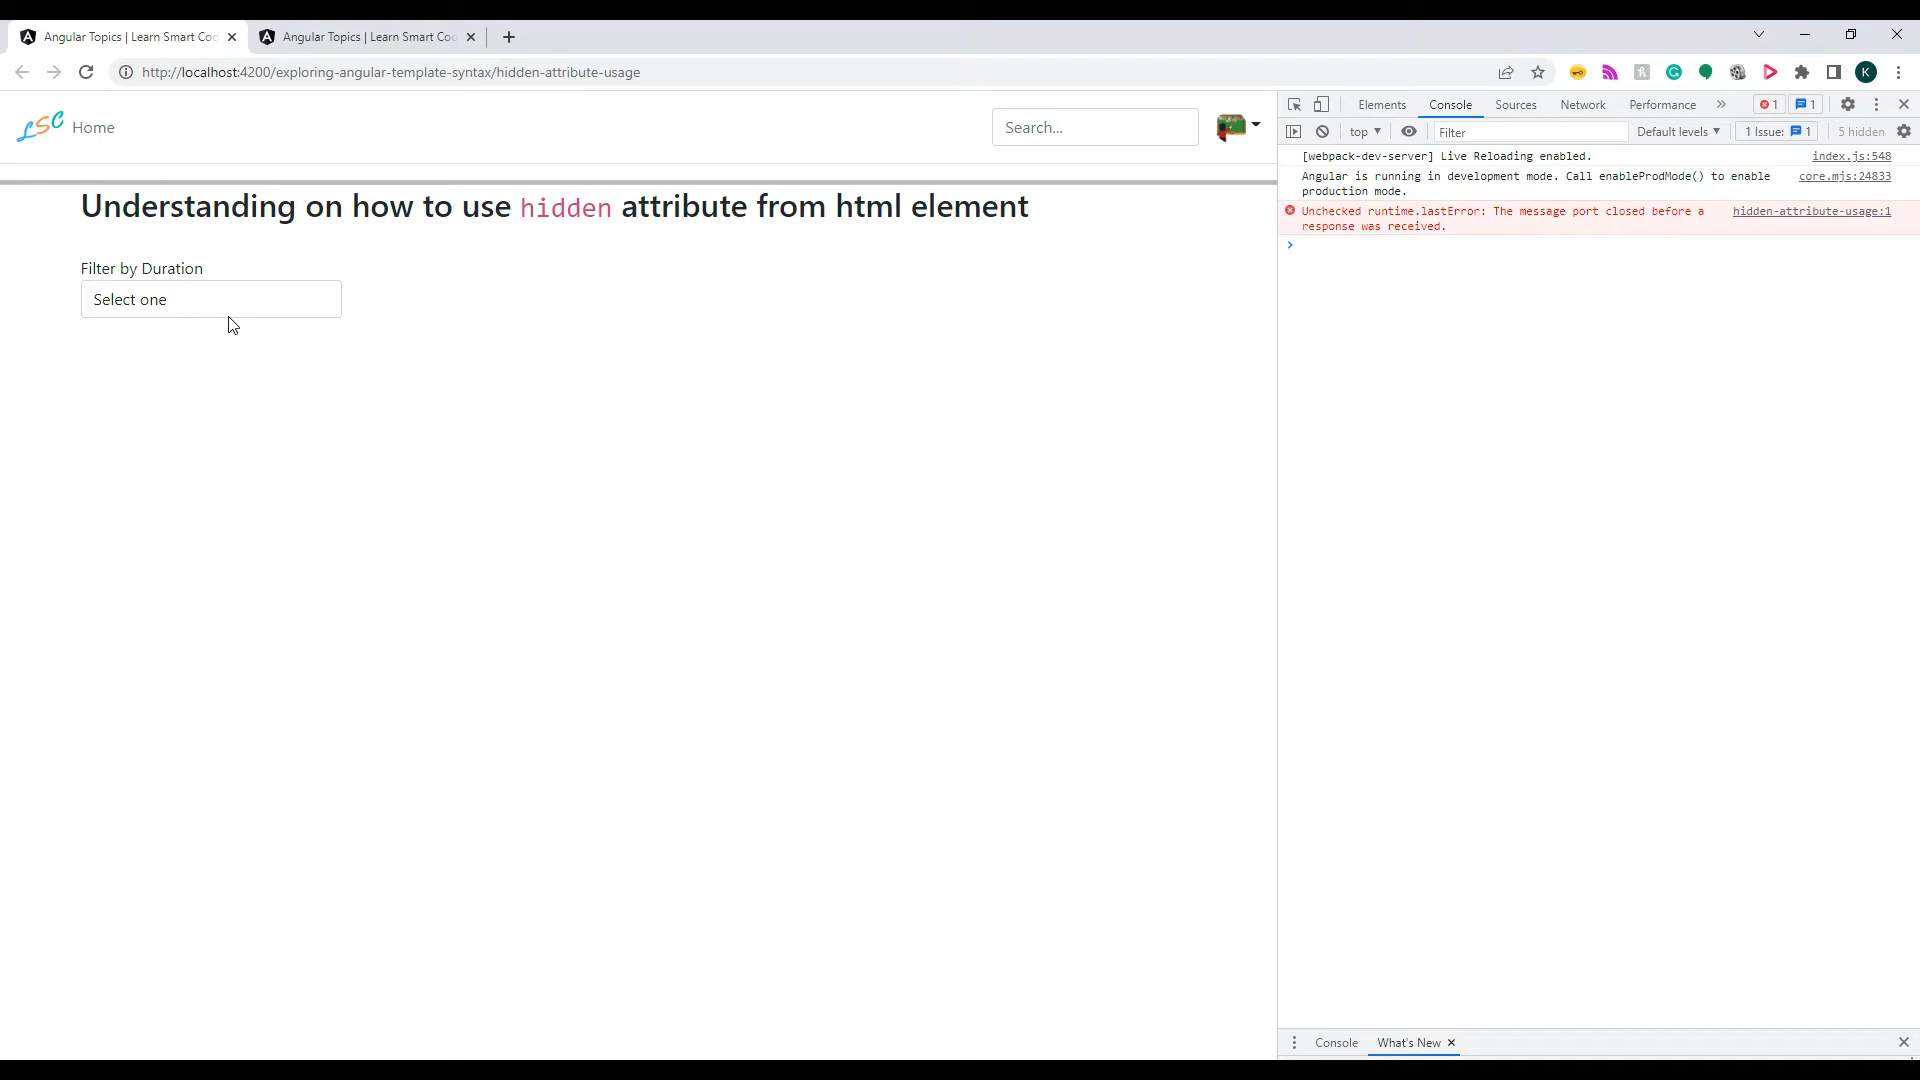 Angular Topics | Learn Smart Coc
Angular Topics | Learn Smart Coc
http://localhost:4200/exploring-angular-template-syntax/hidden-attribute-usage
K
LSC Home
Search...
Understanding on how to use hidden attribute from html element
Filter by Duration
Select one
Elements Console Sources Network Performance » 1 1
top Filter Default levels 1 Issue: 1 5 hidden
[webpack-dev-server] Live Reloading enabled. index.js:548
Angular is running in development mode. Call enableProdMode() to enable core.mjs:24833
production mode.
Unchecked runtime.lastError: The message port closed before a hidden-attribute-usage:1
response was received.
Console What's New